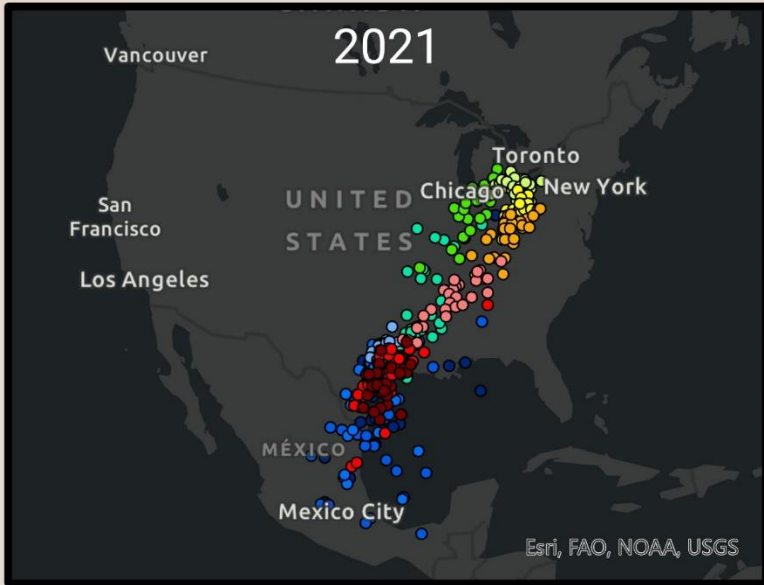 2021
Vancouver
Toronto
Chicago
New York
UNITED
STATES
San
Francisco
Los Angeles
MÉXICO
Mexico City
Esri, FAO, NOAA, USGS